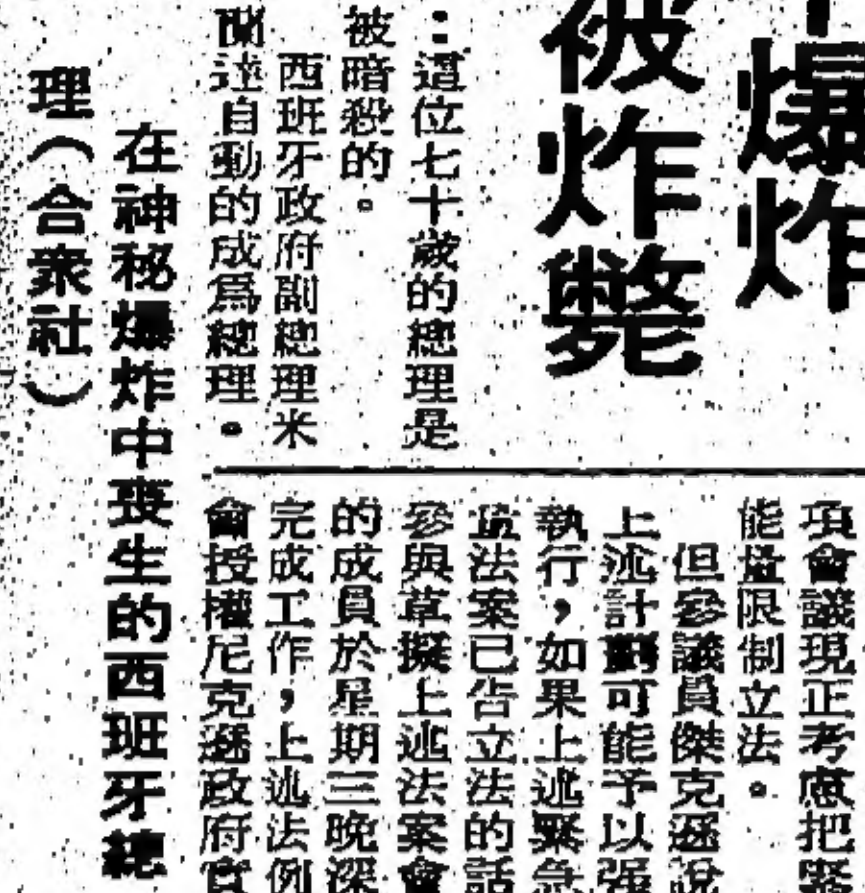 爆炸
被炸斃
：這位七十歲的總理是
被暗殺的。
西班牙政府副總理米
蘭達自動的成爲總理。
在神秘爆炸中喪生的西班牙總
理（合衆社）
項會議現正考慮把緊
能量限制立法。
但參議員傑克遜說
上述計劃可能予以强
執行，如果上述緊急
法案已告立法的話
參與草擬上述法案會
的成員於星期三晚深
完成工作，上述法例
會授權尼克遜政府官